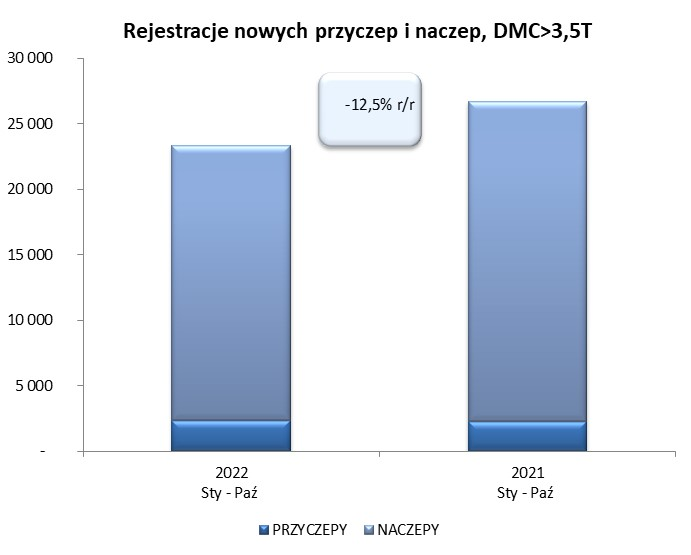 Rejestracje nowych przyczep i naczep, DMC>3,5T
30 000
-12,5% r/r
25 000
20 000
15 000
10 000
5 000
-
2022
Sty - Paź
2021
Sty - Paź
PRZYCZEPY
NACZEPY